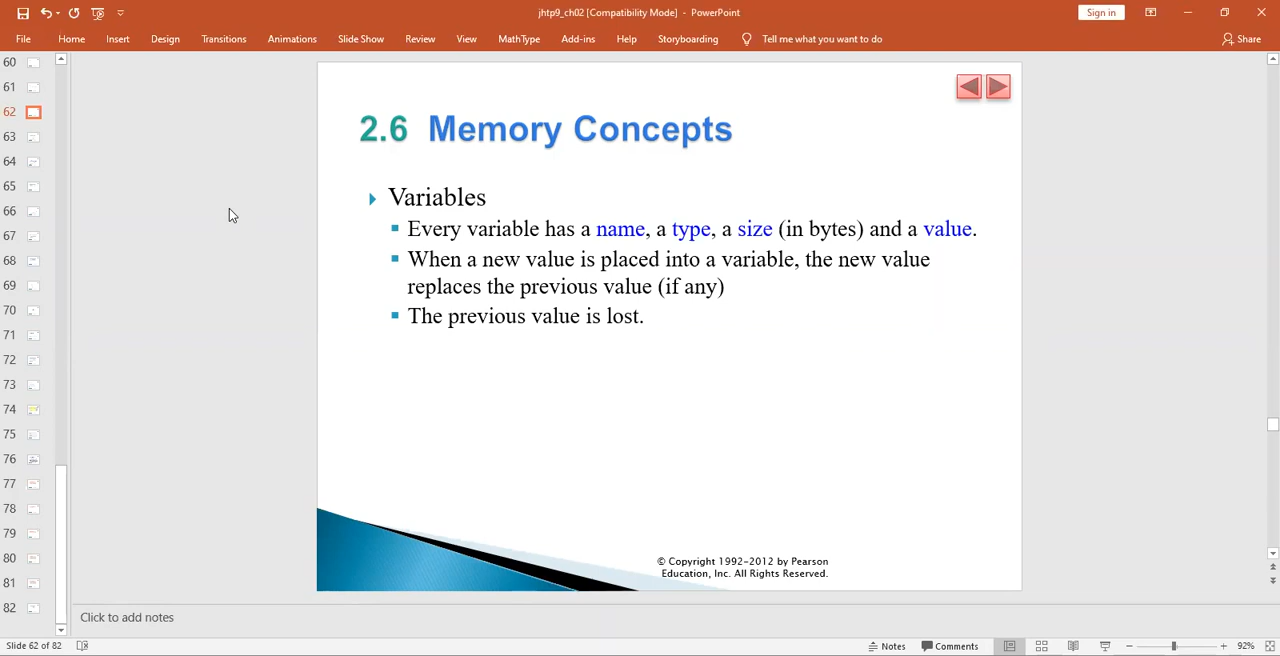 jhtp9_ch02 [Compatibility Mode] - PowerPoint
Sign in
File Home Insert Design Transitions Animations Slide Show Review View MathType Add-ins Help Storyboarding Tell me what you want to do Share
60
61
62
63
64
65
66
67
68
69
70
71
72
73
74
75
76
77
78
79
80
81
82
2.6 Memory Concepts
Variables
Every variable has a name, a type, a size (in bytes) and a value.
When a new value is placed into a variable, the new value
replaces the previous value (if any)
The previous value is lost.
© Copyright 1992-2012 by Pearson
Education, Inc. All Rights Reserved.
Click to add notes
Slide 62 of 82 Notes Comments 92%